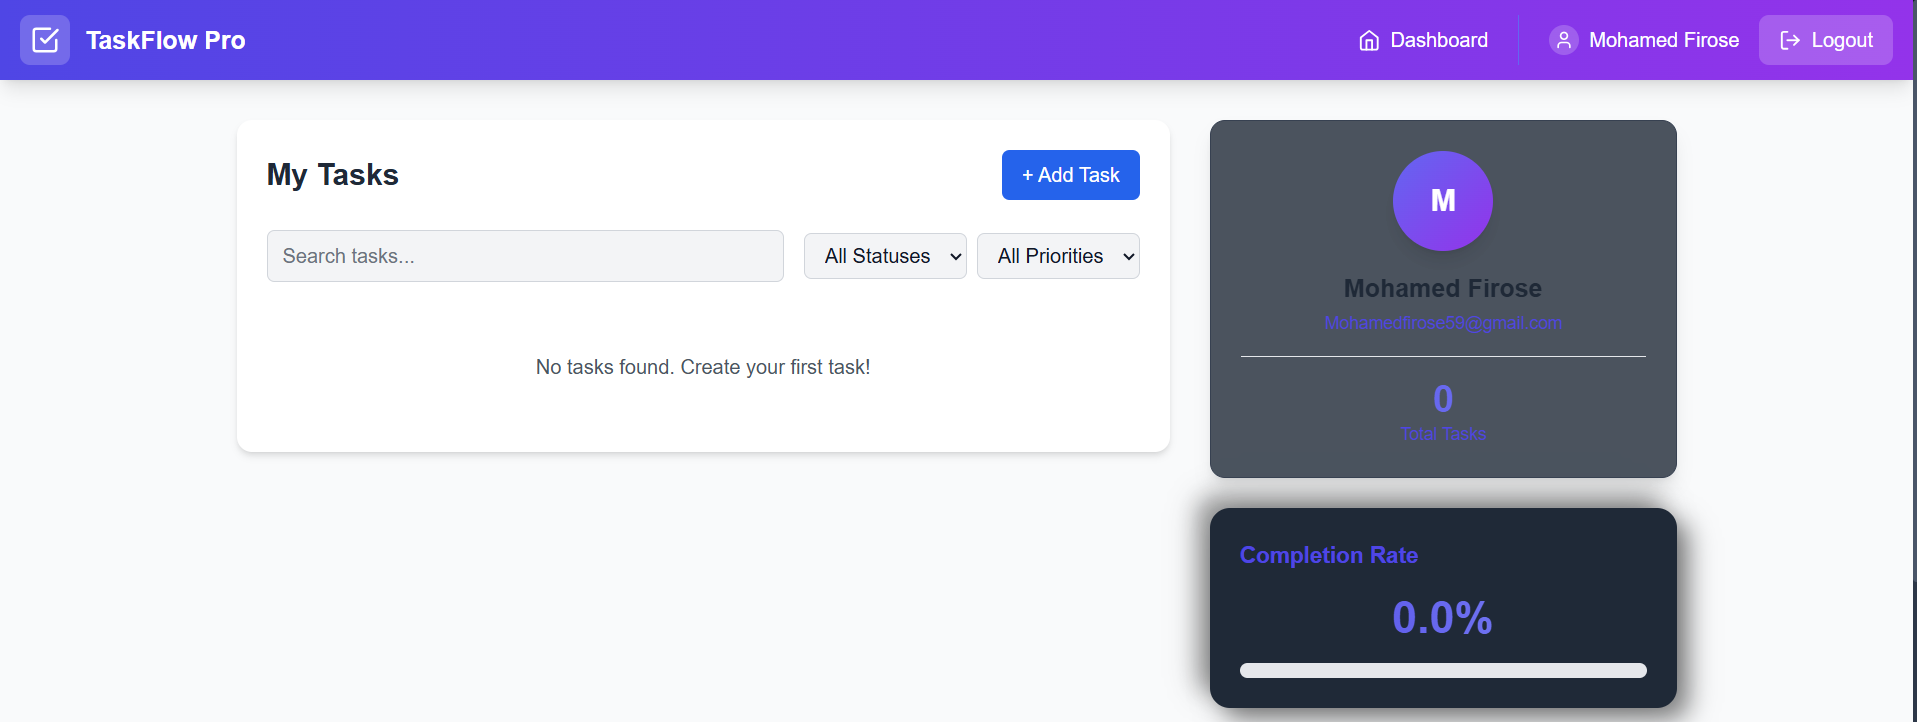 TaskFlow Pro
Dashboard
Mohamed Firose
Logout
My Tasks
+ Add Task
Search tasks...
All Statuses
All Priorities
No tasks found. Create your first task!
M
Mohamed Firose
Mohamedfirose59@gmail.com
0
Total Tasks
Completion Rate
0.0%